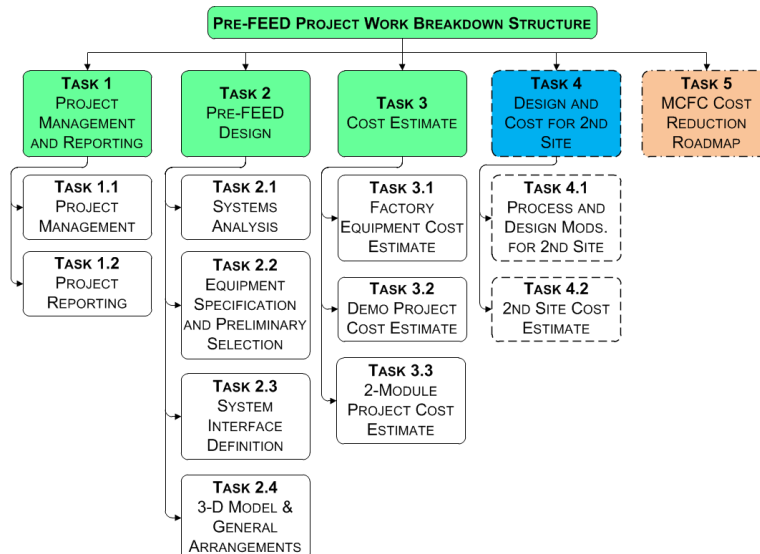 Pre-FEED Project Work Breakdown Structure
Task 1
Project
Management
and Reporting
Task 1.1
Project
Management
Task 1.2
Project
Reporting
Task 2
Pre-FEED
Design
Task 2.1
Systems
Analysis
Task 2.2
Equipment
Specification
and Preliminary
Selection
Task 2.3
System
Interface
Definition
Task 2.4
3-D Model &
General
Arrangements
Task 3
Cost Estimate
Task 3.1
Factory
Equipment Cost
Estimate
Task 3.2
Demo Project
Cost Estimate
Task 3.3
2-Module
Project Cost
Estimate
Task 4
Design and
Cost for 2nd
Site
Task 4.1
Process and
Design Mods.
for 2nd Site
Task 4.2
2nd Site Cost
Estimate
Task 5
MCFC Cost
Reduction
Roadmap